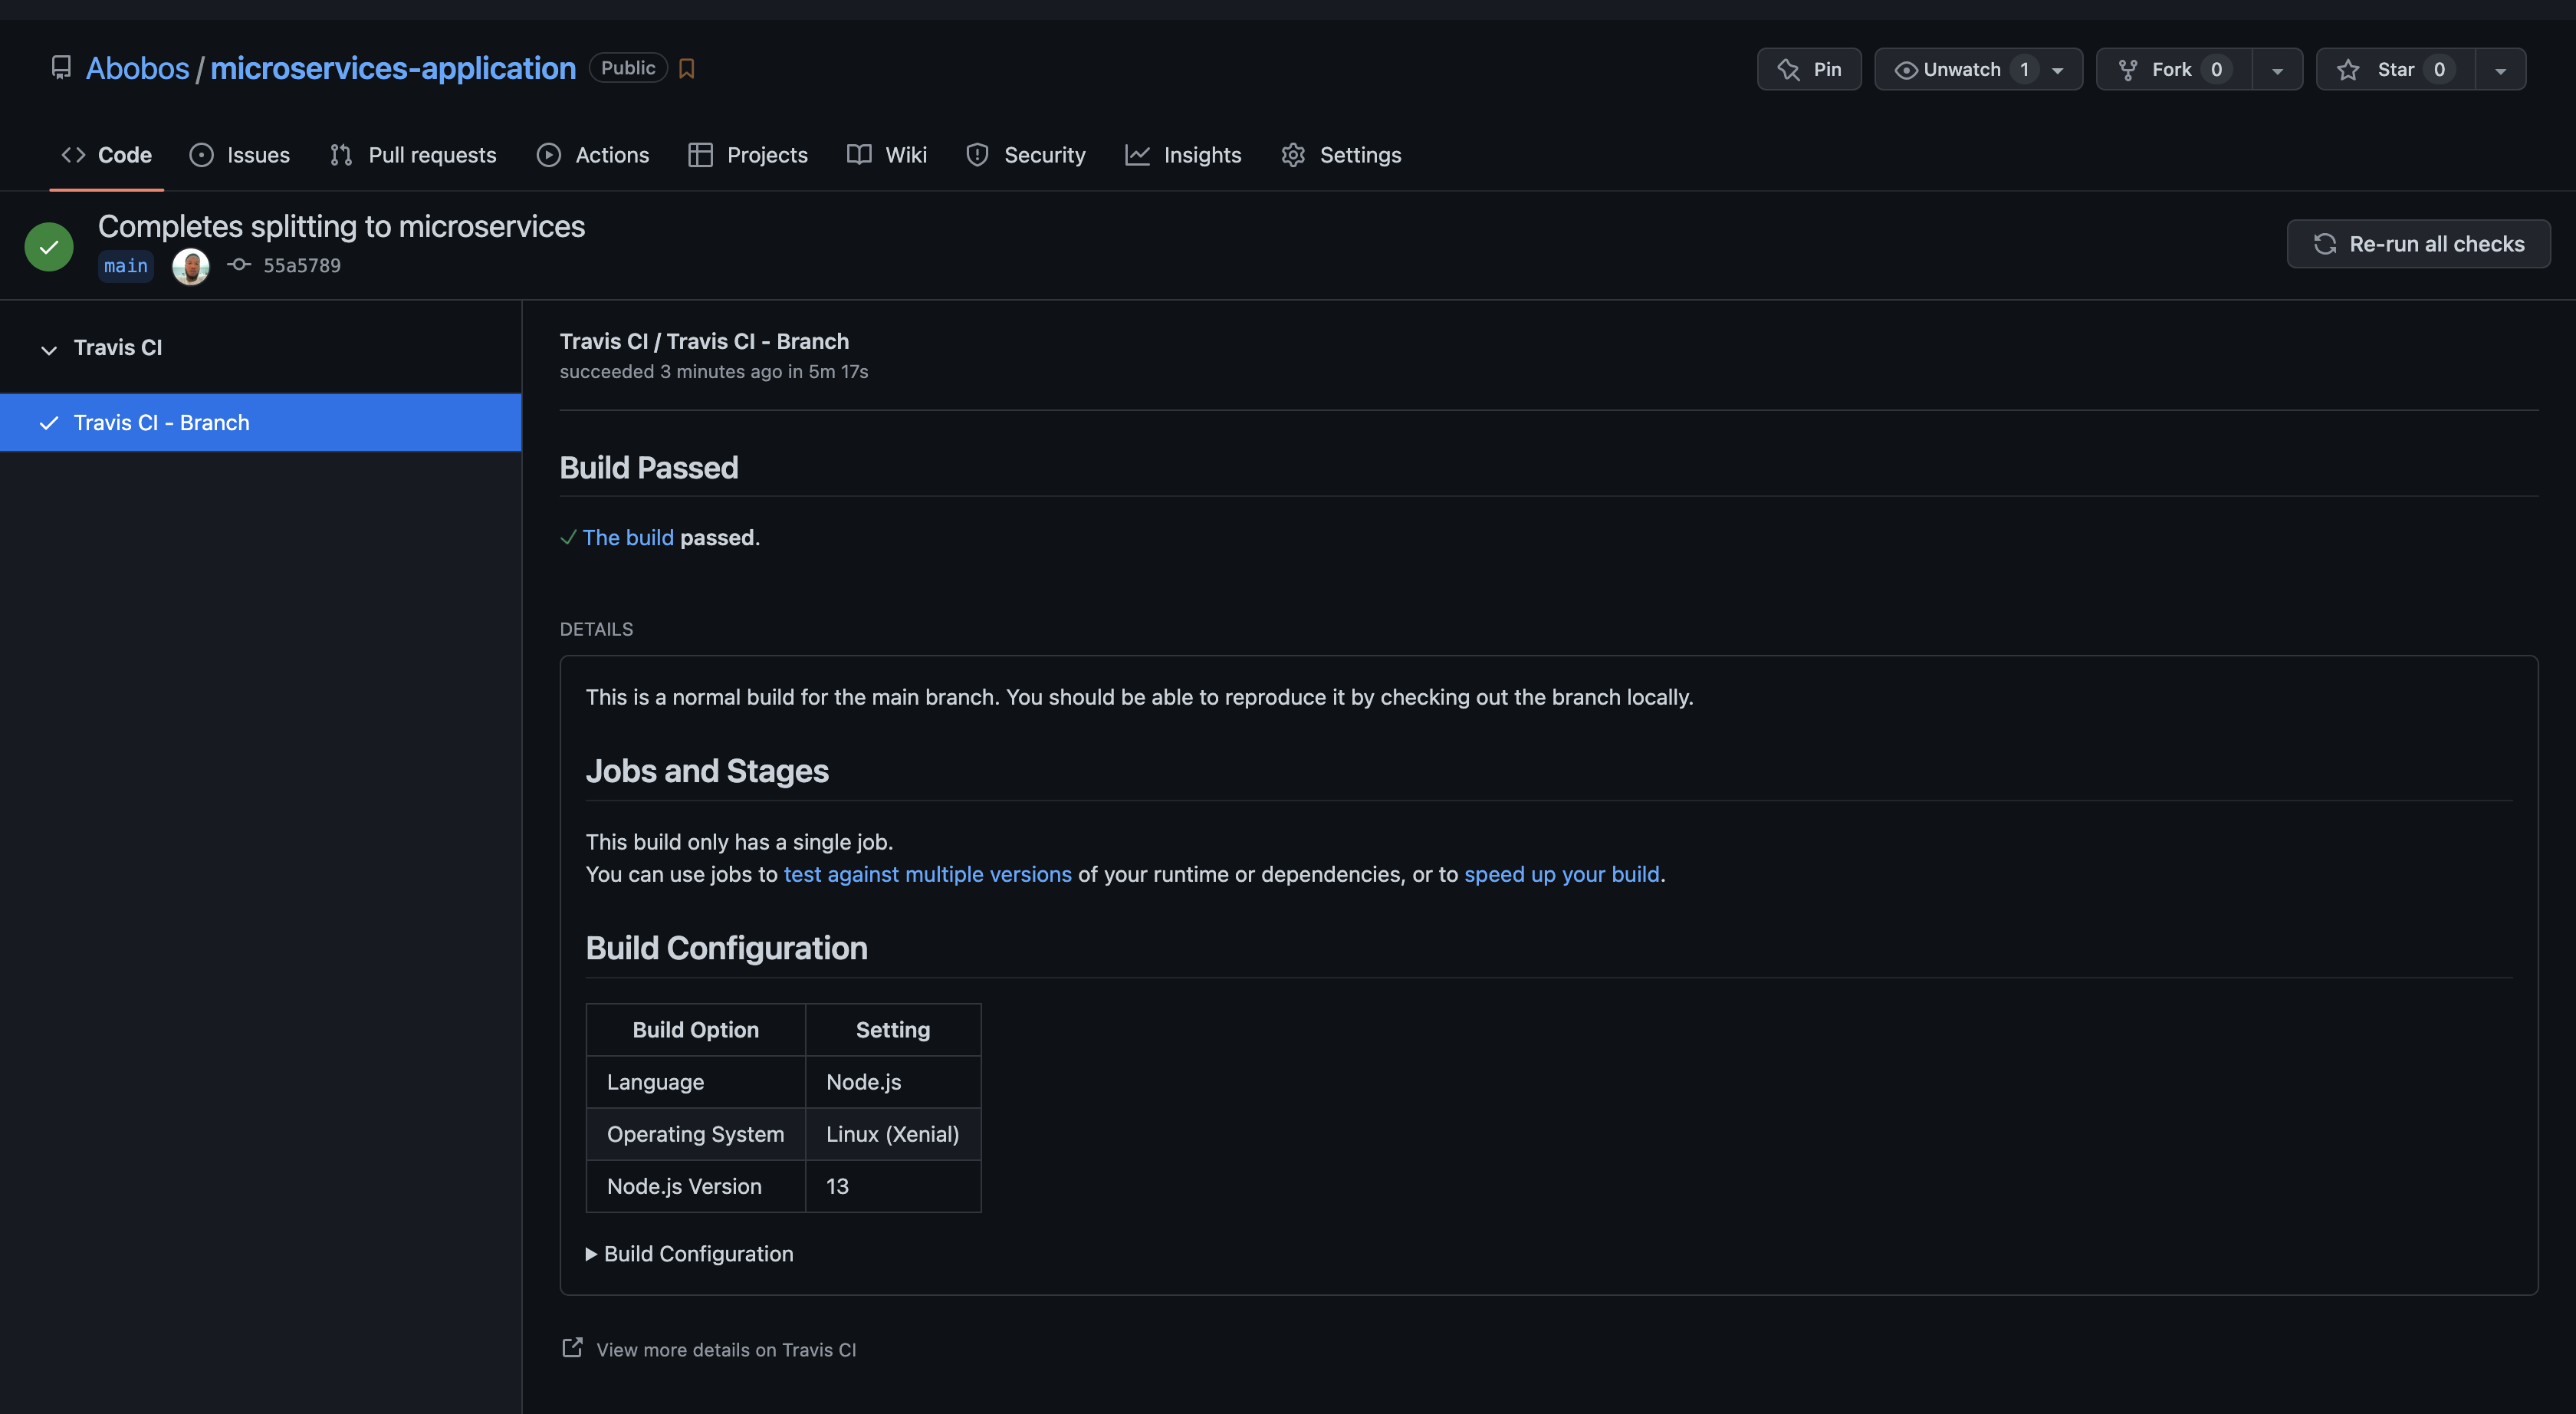 Abobos / microservices-application Public
Pin Unwatch 1 Fork 0 Star 0
Code Issues Pull requests Actions Projects Wiki Security Insights Settings
Completes splitting to microservices
main 55a5789
Re-run all checks
Travis CI
Travis CI - Branch
Travis CI / Travis CI - Branch
succeeded 3 minutes ago in 5m 17s
Build Passed
The build passed.
DETAILS
This is a normal build for the main branch. You should be able to reproduce it by checking out the branch locally.
Jobs and Stages
This build only has a single job.
You can use jobs to test against multiple versions of your runtime or dependencies, or to speed up your build.
Build Configuration
Build Option Setting
Language Node.js
Operating System Linux (Xenial)
Node.js Version 13
Build Configuration
View more details on Travis CI